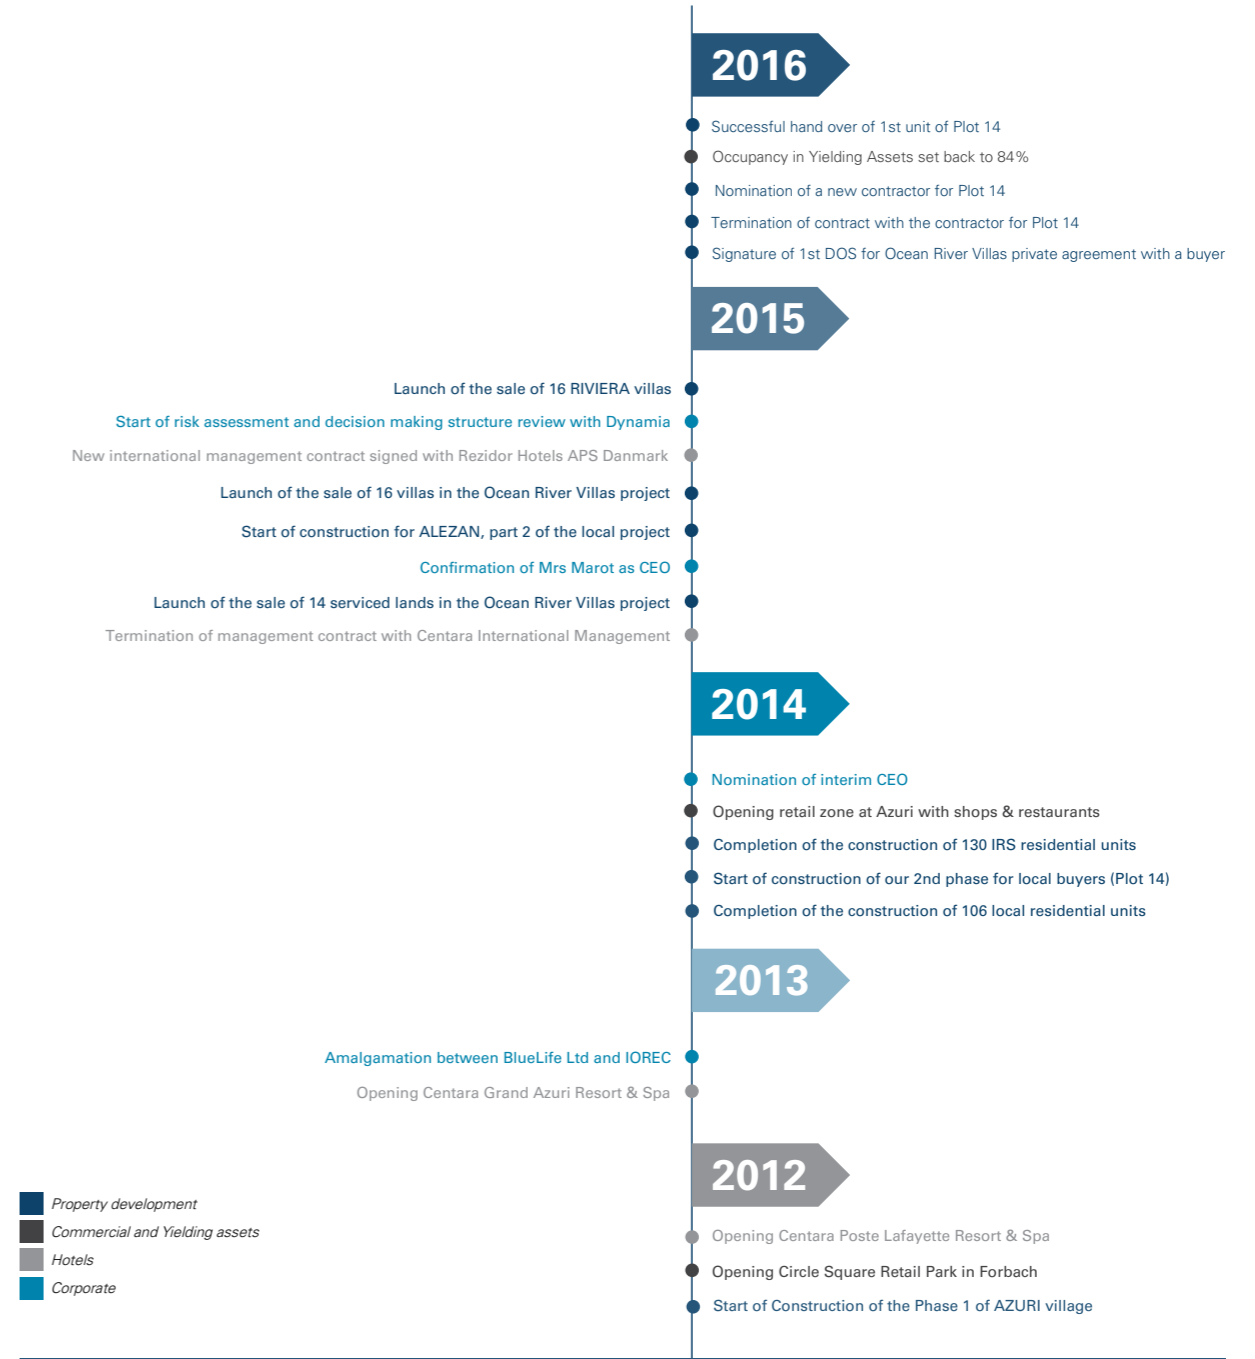 2016
Successful hand over of 1st unit of Plot 14
Occupancy in Yielding Assets set back to 84%
Nomination of a new contractor for Plot 14
Termination of contract with the contractor for Plot 14
Signature of 1st DOS for Ocean River Villas private agreement with a buyer
2015
Launch of the sale of 16 RIVIERA villas
Start of risk assessment and decision making structure review with Dynamia
New international management contract signed with Rezidor Hotels APS Danmark
Launch of the sale of 16 villas in the Ocean River Villas project
Start of construction for ALEZAN, part 2 of the local project
Confirmation of Mrs Marot as CEO
Launch of the sale of 14 serviced lands in the Ocean River Villas project
Termination of management contract with Centara International Management
2014
Nomination of interim CEO
Opening retail zone at Azuri with shops & restaurants
Completion of the construction of 130 IRS residential units
Start of construction of our 2nd phase for local buyers (Plot 14)
Completion of the construction of 106 local residential units
2013
Amalgamation between BlueLife Ltd and IOREC
Opening Centara Grand Azuri Resort & Spa
2012
Opening Centara Poste Lafayette Resort & Spa
Opening Circle Square Retail Park in Forbach
Start of Construction of the Phase 1 of AZURI village
Property development
Commercial and Yielding assets
Hotels
Corporate